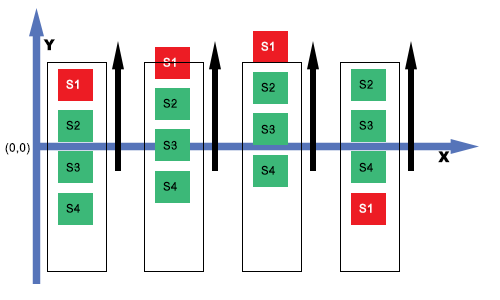 Y
S1 S1 S1 S2
S2 S2 S2 S3
(0,0)
S3 S3 S3 S4
X
S4 S4 S4 S1